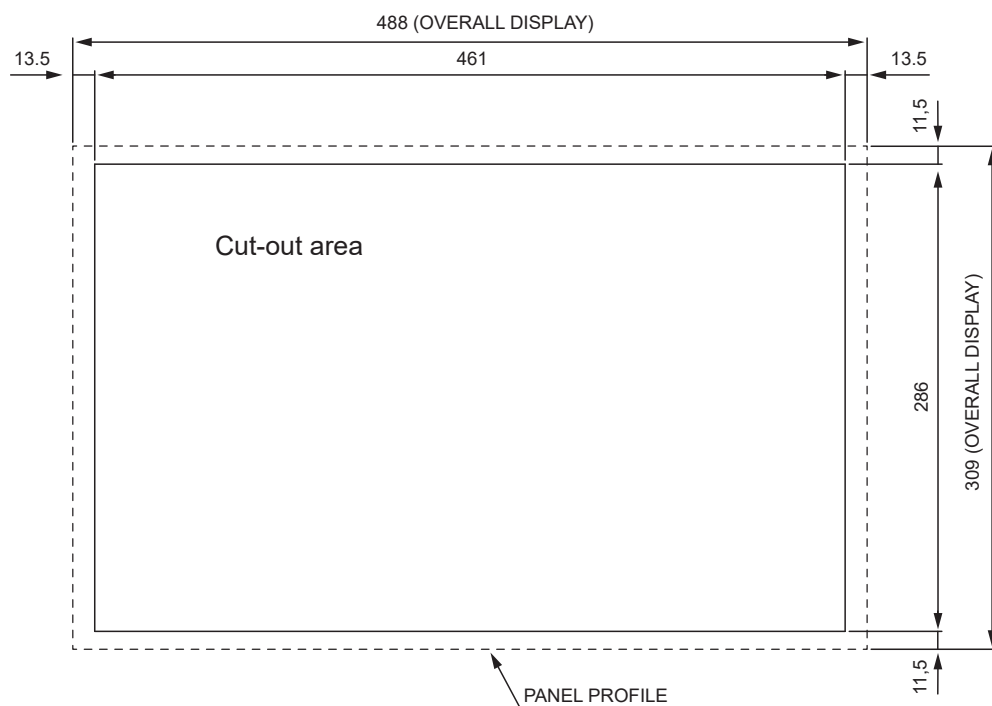 488 (OVERALL DISPLAY)
13.5
461
13.5
11,5
Cut-out area
286
309 (OVERALL DISPLAY)
11,5
PANEL PROFILE